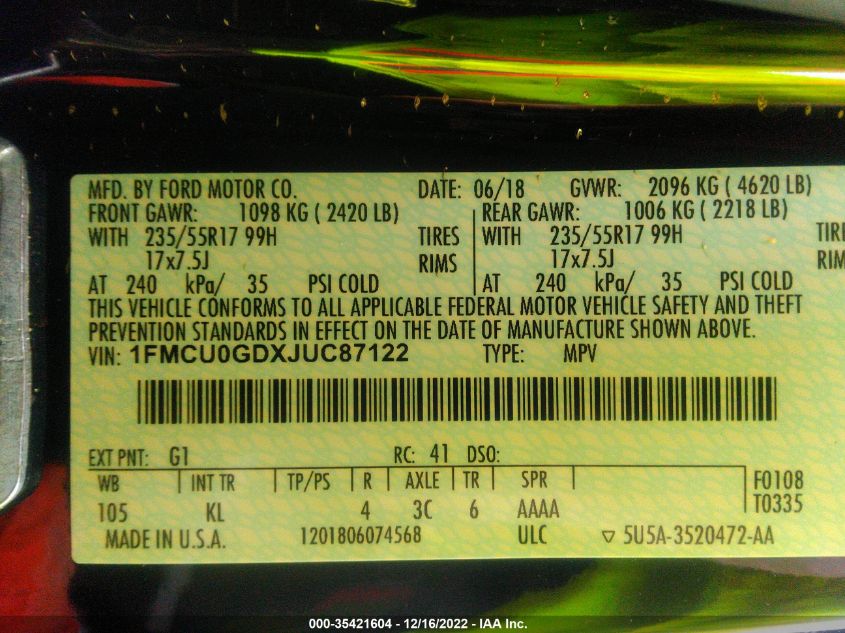 MFD. BY FORD MOTOR CO. DATE: 06/18 GVWR: 2096 KG ( 4620 LB)
FRONT GAWR: 1098 KG ( 2420 LB) REAR GAWR: 1006 KG ( 2218 LB)
WITH 235/55R17 99H TIRES WITH 235/55R17 99H
17x7.5J RIMS 17x7.5J
AT 240 kPa/ 35 PSI COLD AT 240 kPa/ 35 PSI COLD
THIS VEHICLE CONFORMS TO ALL APPLICABLE FEDERAL MOTOR VEHICLE SAFETY AND THEFT
PREVENTION STANDARDS IN EFFECT ON THE DATE OF MANUFACTURE SHOWN ABOVE.
VIN: 1FMCU0GDXJUC87122 TYPE: MPV
EXT PNT: G1 RC: 41 DSO:
WB INT TR TP/PS R AXLE TR SPR F0108
105 KL 4 3C 6 AAAA T0335
MADE IN U.S.A. 1201806074568 ULC ▽ 5U5A-3520472-AA
000-35421604 - 12/16/2022 - IAA Inc.